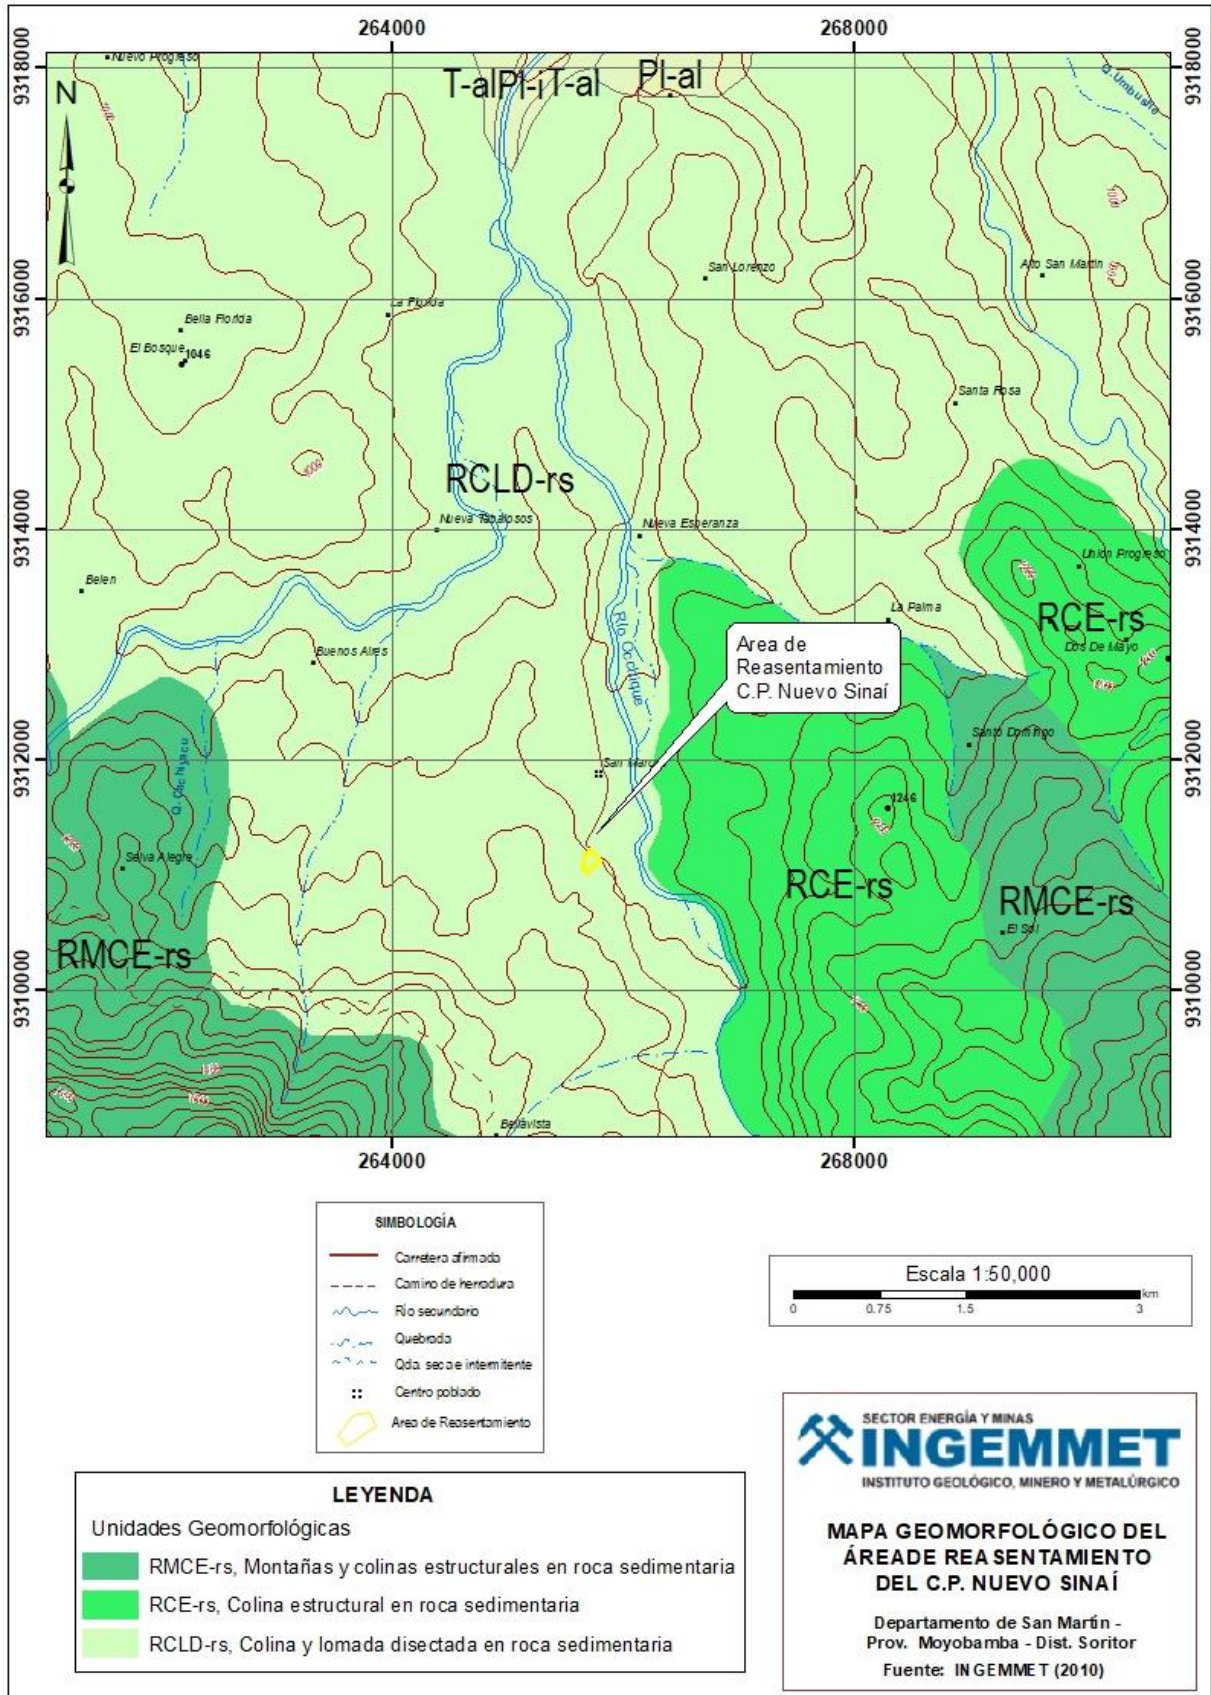 264000
268000
9318000
9318000
Nuevo Progreso
N
T-al
Pl-i
T-al
Pl-al
Q. Umbusha
1000
San Lorenzo
Alto San Martin
9316000
9316000
La Florida
Bella Florida
El Bosque
1046
Santa Rosa
1000
RCLD-rs
9314000
9314000
Nueva Tabalosos
Nueva Esperanza
Union Progreso
Belen
La Palma
RCE-rs
Dos De Mayo
Buenos Aires
Area de
Reasentamiento
C.P. Nuevo Sinaí
Santo Domingo
9312000
9312000
San Marc
1246
Selva Alegre
RCE-rs
RMCE-rs
El Sol
RMCE-rs
9310000
9310000
Bellavista
264000
268000
SIMBOLOGÍA
Carretera afirmada
Camino de herradura
Rio secundario
Quebrada
Qda. seca e intermitente
Centro poblado
Area de Reasentamiento
Escala 1:50,000
km
0 0.75 1.5 3
LEYENDA
Unidades Geomorfológicas
RMCE-rs, Montañas y colinas estructurales en roca sedimentaria
RCE-rs, Colina estructural en roca sedimentaria
RCLD-rs, Colina y lomada disectada en roca sedimentaria
SECTOR ENERGÍA Y MINAS
INGEMMET
INSTITUTO GEOLÓGICO, MINERO Y METALÚRGICO
MAPA GEOMORFOLÓGICO DEL
ÁREADE REASENTAMIENTO
DEL C.P. NUEVO SINAÍ
Departamento de San Martín -
Prov. Moyobamba - Dist. Soritor
Fuente: INGEMMET (2010)